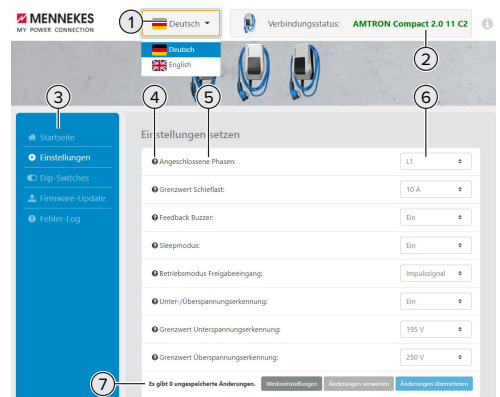 MENNEKES
MY POWER CONNECTION
1
Deutsch
Deutsch
English
Verbindungsstatus: AMTRON Compact 2.0 11 C2
2
3
4
5
6
Startseite
Einstellungen
Dip-Switches
Firmware-Update
Fehler-Log
Einstellungen setzen
Angeschlossene Phasen: L1
Grenzwert Schieflast: 10 A
Feedback Buzzer: Ein
Sleepmodus: Ein
Betriebsmodus Freigabeeingang: Impulssignal
Unter-/Überspannungserkennung: Ein
Grenzwert Unterspannungserkennung: 195 V
Grenzwert Überspannungserkennung: 250 V
7
Es gibt 0 ungespeicherte Änderungen. Werkseinstellungen Änderungen verwerfen Änderungen übernehmen